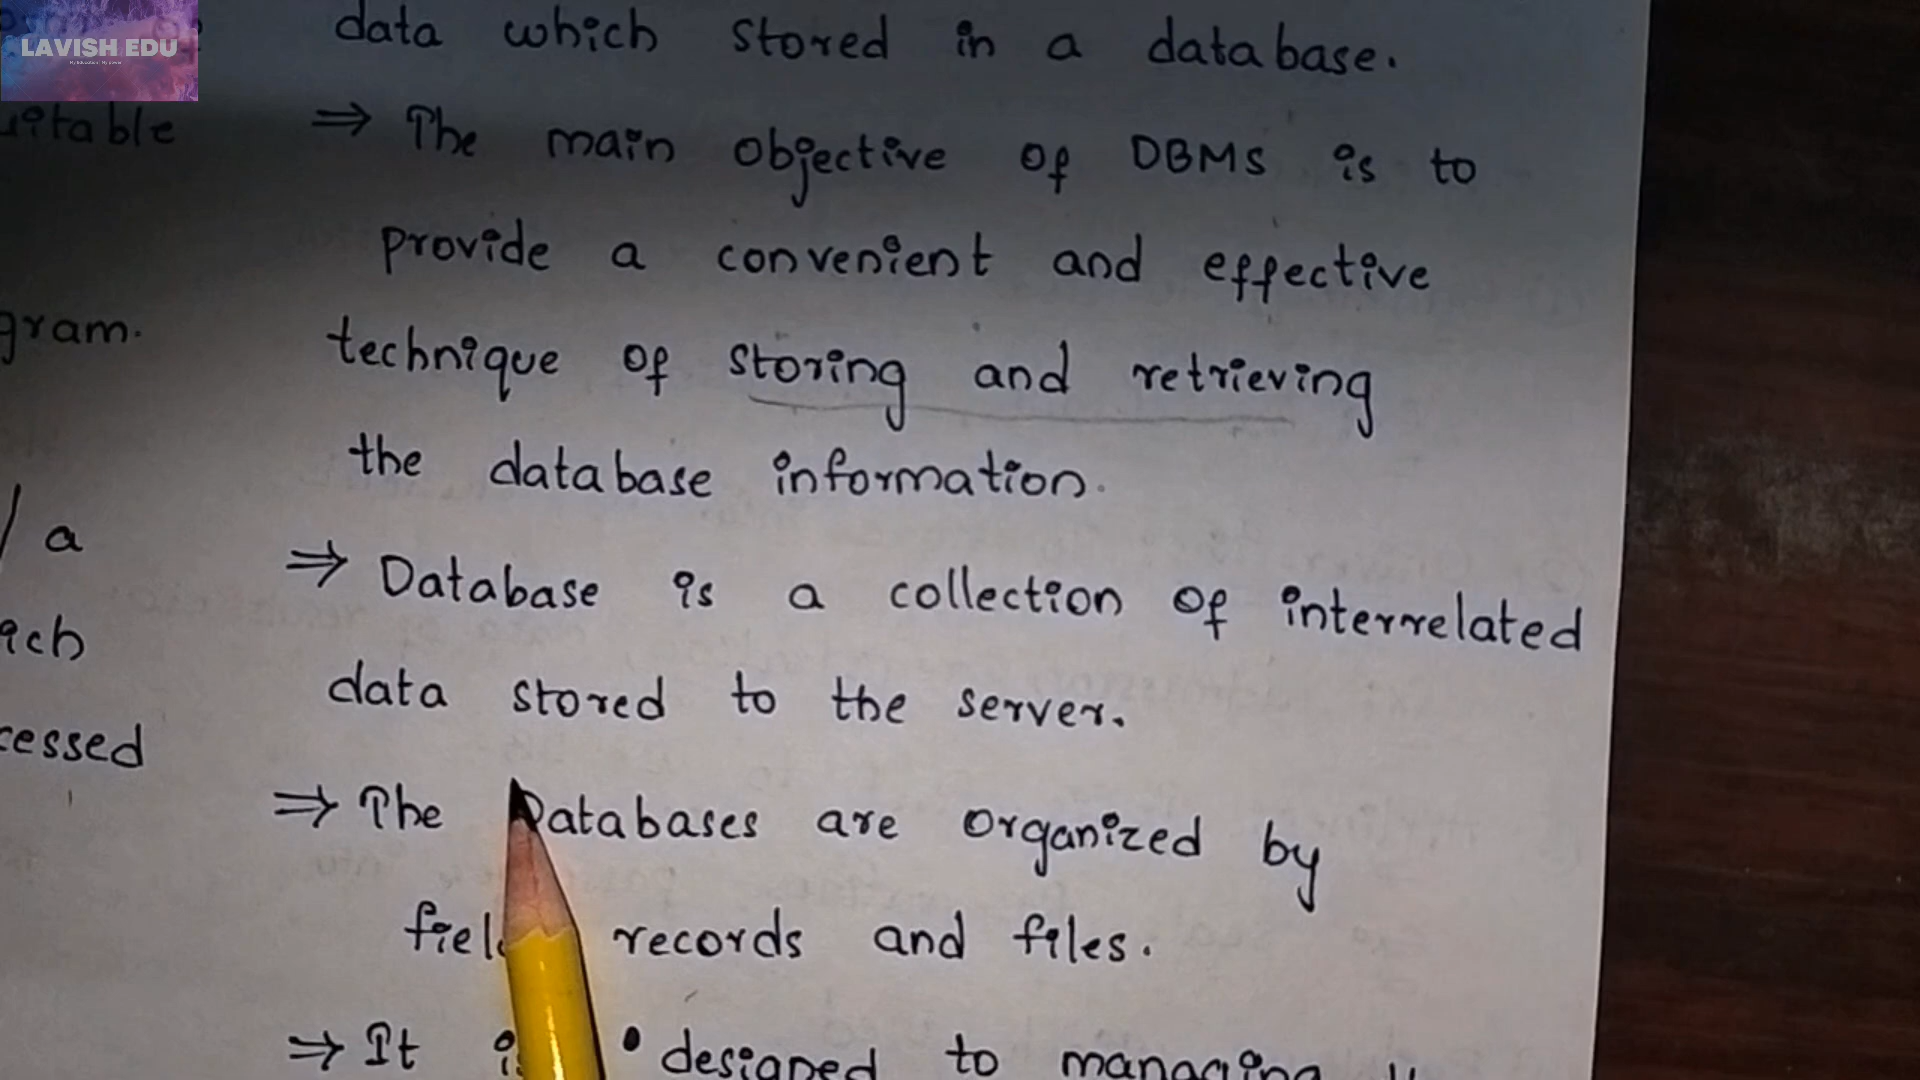 LAVISH EDU
data which stored in a database.
⇒ The main objective of DBMS is to
provide a convenient and effective
technique of storing and retrieving
the database information.
⇒ Database is a collection of interrelated
data stored to the server.
⇒ The Databases are organized by
records and files.
⇒ It designed to managing
gram.
a
cessed